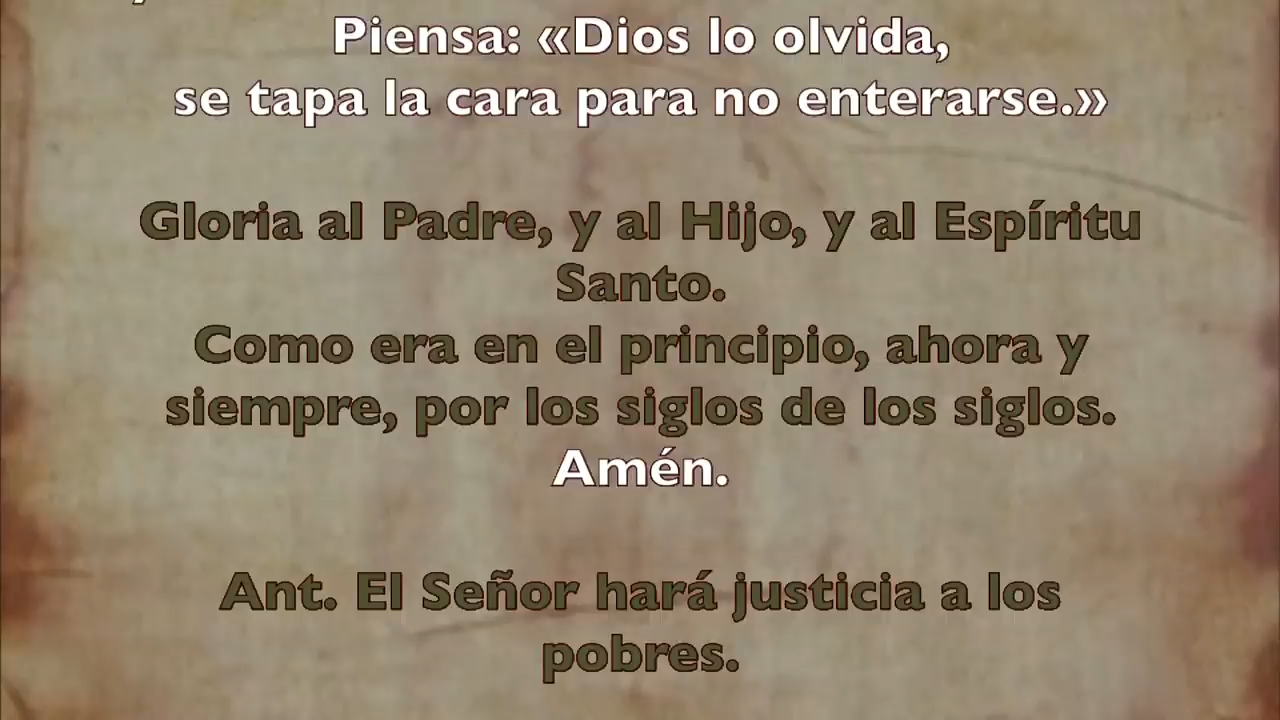 Piensa: «Dios lo olvida,
se tapa la cara para no enterarse.»
Gloria al Padre, y al Hijo, y al Espíritu
Santo.
Como era en el principio, ahora y
siempre, por los siglos de los siglos.
Amén.
Ant. El Señor hará justicia a los
pobres.